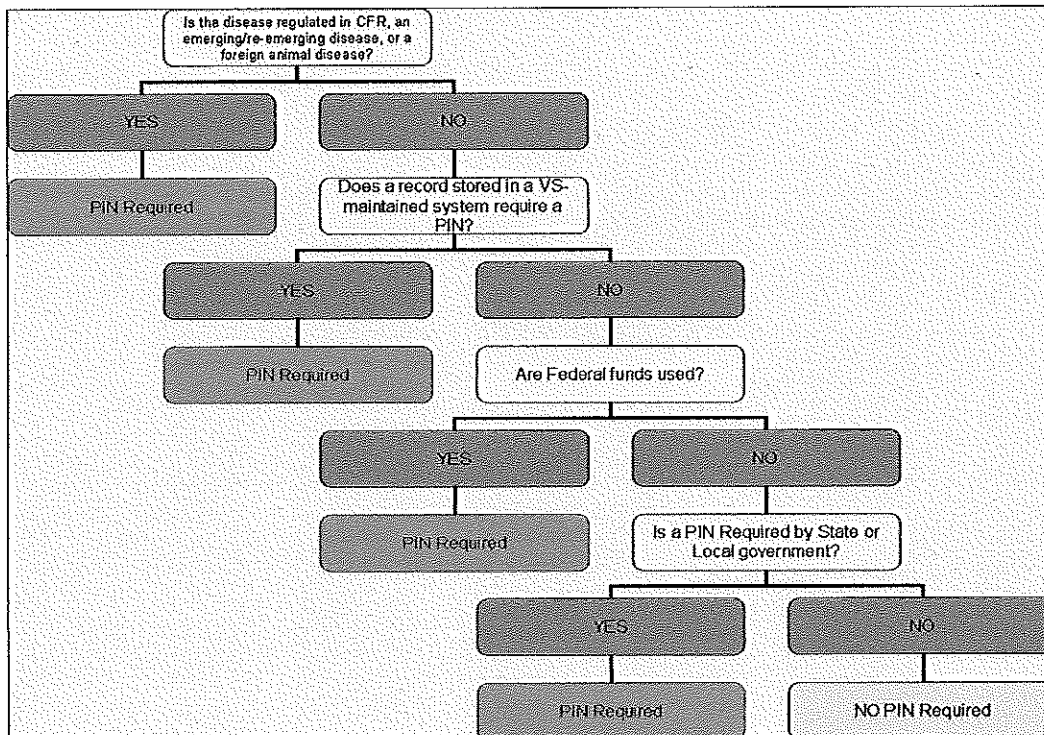 Is the disease regulated in CFR, an
emerging/re-emerging disease, or a
foreign animal disease?
YES
NO
PIN Required
Does a record stored in a VS-
maintained system require a
PIN?
YES
NO
PIN Required
Are Federal funds used?
YES
NO
PIN Required
Is a PIN Required by State or
Local government?
YES
NO
PIN Required
NO PIN Required